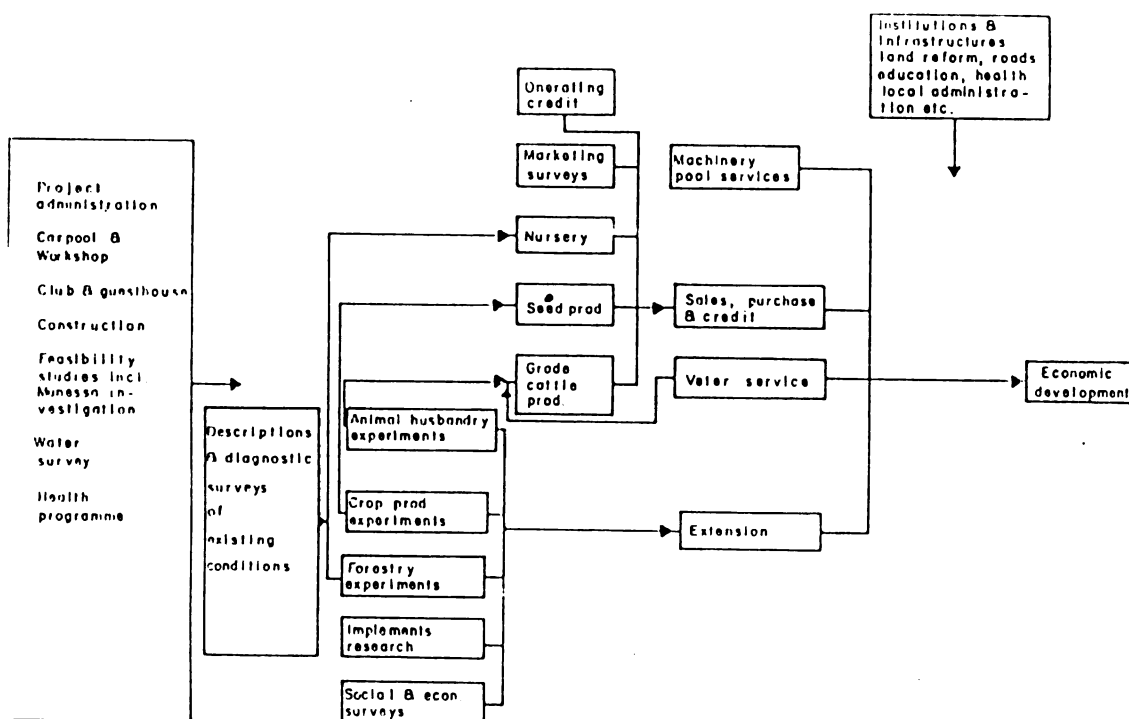 Project
administration
Carpool &
Workshop
Club & guesthouse
Construction
Feasibility
studies incl.
in-
vestigation
Water
survey
Health
programme
Descriptions
& diagnostic
surveys
of
existing
conditions
Operating
credit
Marketing
surveys
Nursery
Seed prod
Grade
cattle
prod.
Animal husbandry
experiments
Crop prod
experiments
Forestry
experiments
Implements
research
Social & econ.
surveys
Machinery
pool services
Sales, purchase
& credit
Veter service
Extension
Institutions &
infrastructures
land reform, roads
education, health
local administra-
tion etc.
Economic
development